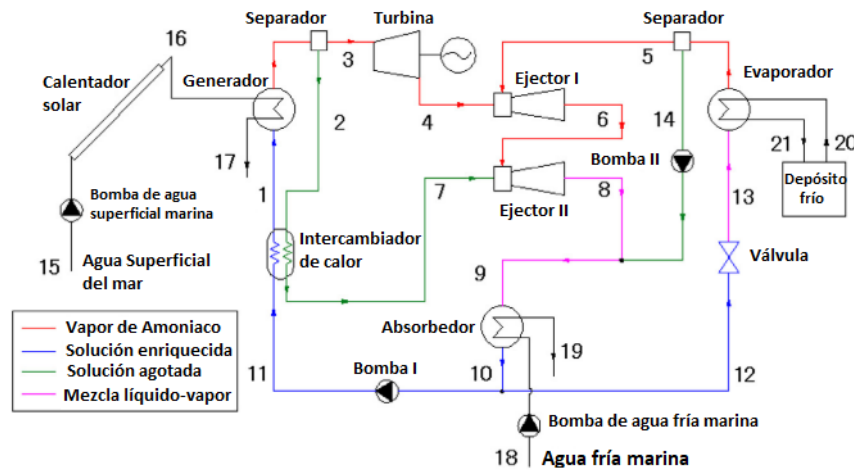 Separador
Turbina
Separador
16
3
5
Calentador
solar
Generador
Evaporador
Ejector I
2
4
6
14
17
21
20
Bomba II
Depósito
frío
1
7
8
13
Bomba de agua
superficial marina
Ejector II
Intercambiador
de calor
Válvula
15
Agua Superficial
del mar
9
Vapor de Amoniaco
Solución enriquecida
Solución agotada
Mezcla líquido-vapor
Absorbedor
19
11
Bomba I
10
12
Bomba de agua fría marina
18
Agua fría marina